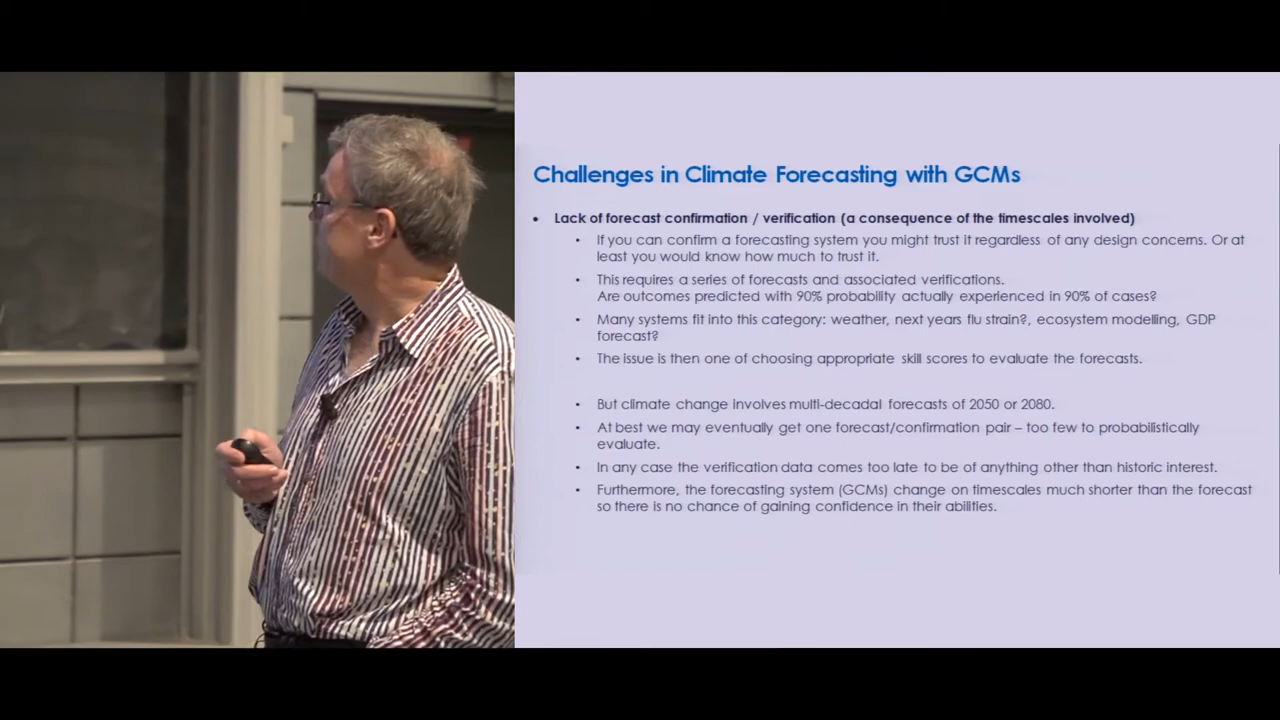 Challenges in Climate Forecasting with GCMs
• Lack of forecast confirmation / verification (a consequence of the timescales involved)
• If you can confirm a forecasting system you might trust it regardless of any design concerns. Or at
least you would know how much to trust it.
• This requires a series of forecasts and associated verifications.
Are outcomes predicted with 90% probability actually experienced in 90% of cases?
• Many systems fit into this category: weather, next years flu strain?, ecosystem modelling, GDP
forecast?
• The issue is then one of choosing appropriate skill scores to evaluate the forecasts.
• But climate change involves multi-decadal forecasts of 2050 or 2080.
• At best we may eventually get one forecast/confirmation pair – too few to probabilistically
evaluate.
• In any case the verification data comes too late to be of anything other than historic interest.
• Furthermore, the forecasting system (GCMs) change on timescales much shorter than the forecast
so there is no chance of gaining confidence in their abilities.